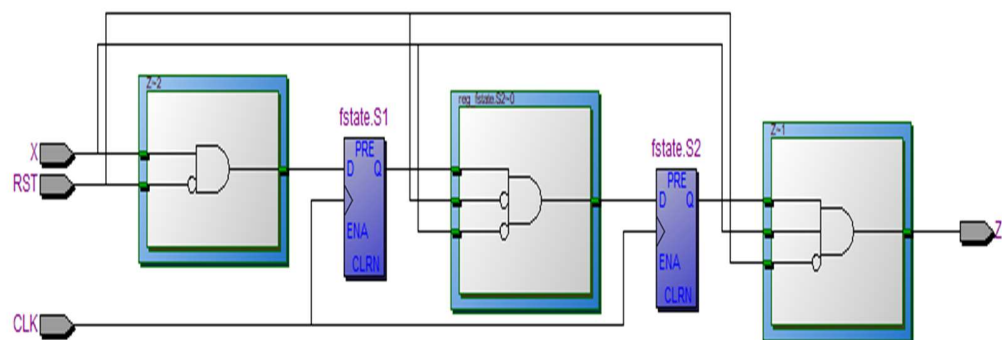 Z~2
reg_fstate.S2~0
Z~1
fstate.S1
fstate.S2
X
RST
CLK
PRE
D Q
ENA
CLRN
PRE
D Q
ENA
CLRN
Z